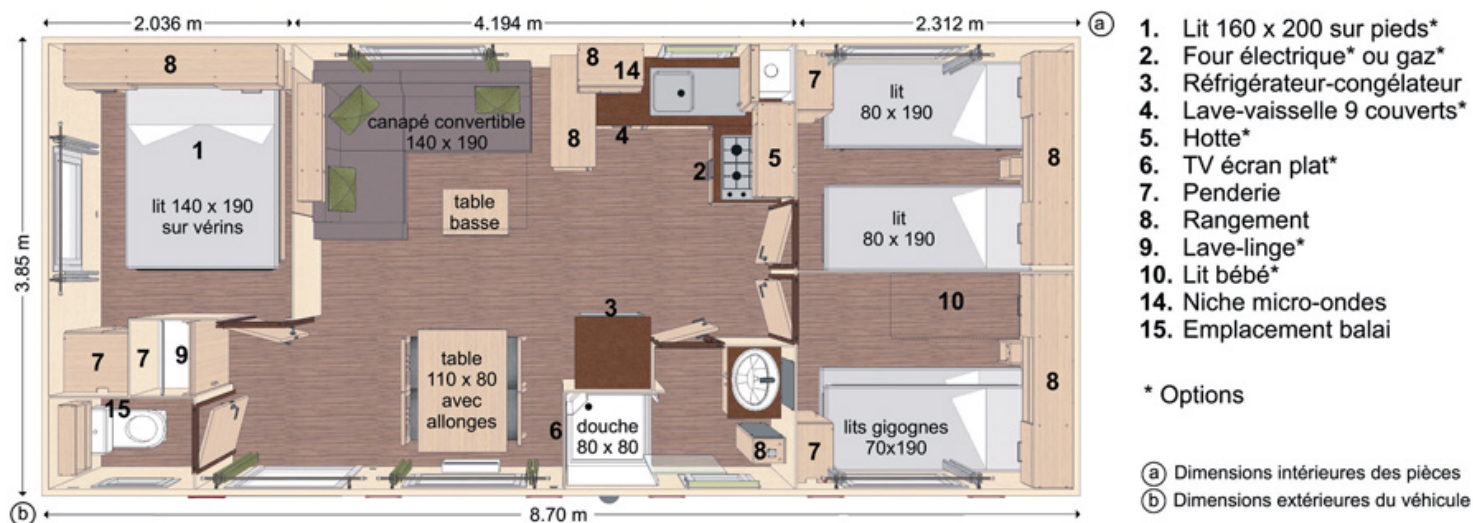 2.036 m
4.194 m
2.312 m
a
3.85 m
8
1
lit 140 x 190
sur vérins
canapé convertible
140 x 190
8
14
8
4
2
5
table
basse
7
lit
80 x 190
8
lit
80 x 190
10
3
7
7
9
15
table
110 x 80
avec
allonges
6
douche
80 x 80
8
7
lits gigognes
70x190
8
b
8.70 m
1. Lit 160 x 200 sur pieds*
2. Four électrique* ou gaz*
3. Réfrigérateur-congélateur
4. Lave-vaisselle 9 couverts*
5. Hotte*
6. TV écran plat*
7. Penderie
8. Rangement
9. Lave-linge*
10. Lit bébé*
14. Niche micro-ondes
15. Emplacement balai
* Options
a Dimensions intérieures des pièces
b Dimensions extérieures du véhicule